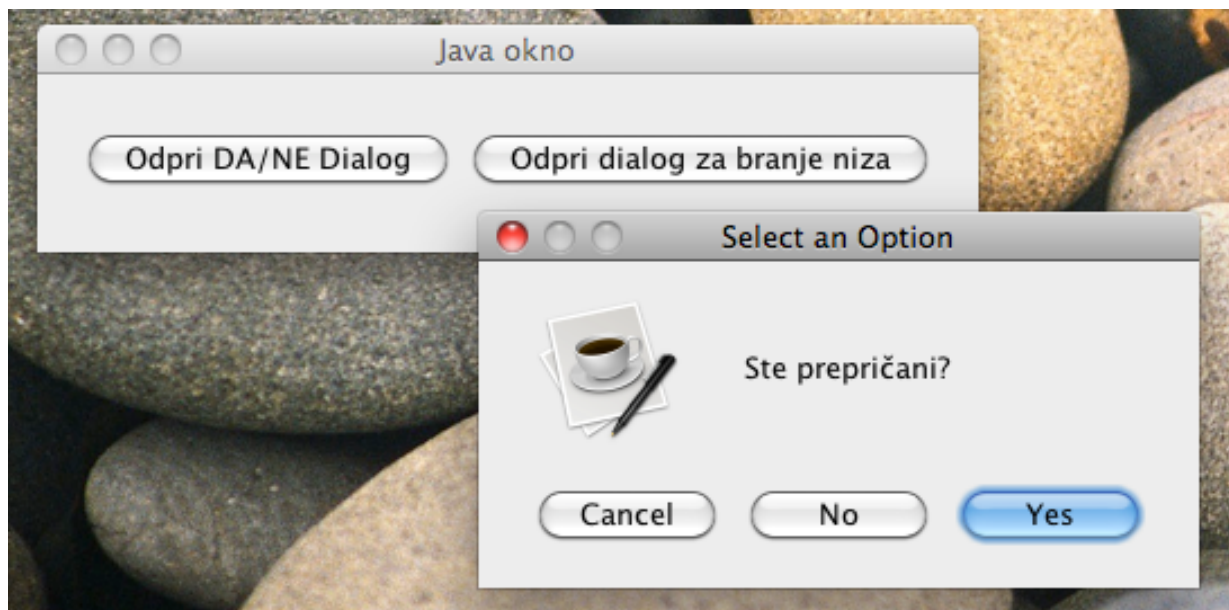 Java okno
Odpri DA/NE Dialog
Odpri dialog za branje niza
Select an Option
Ste prepričani?
Cancel
No
Yes